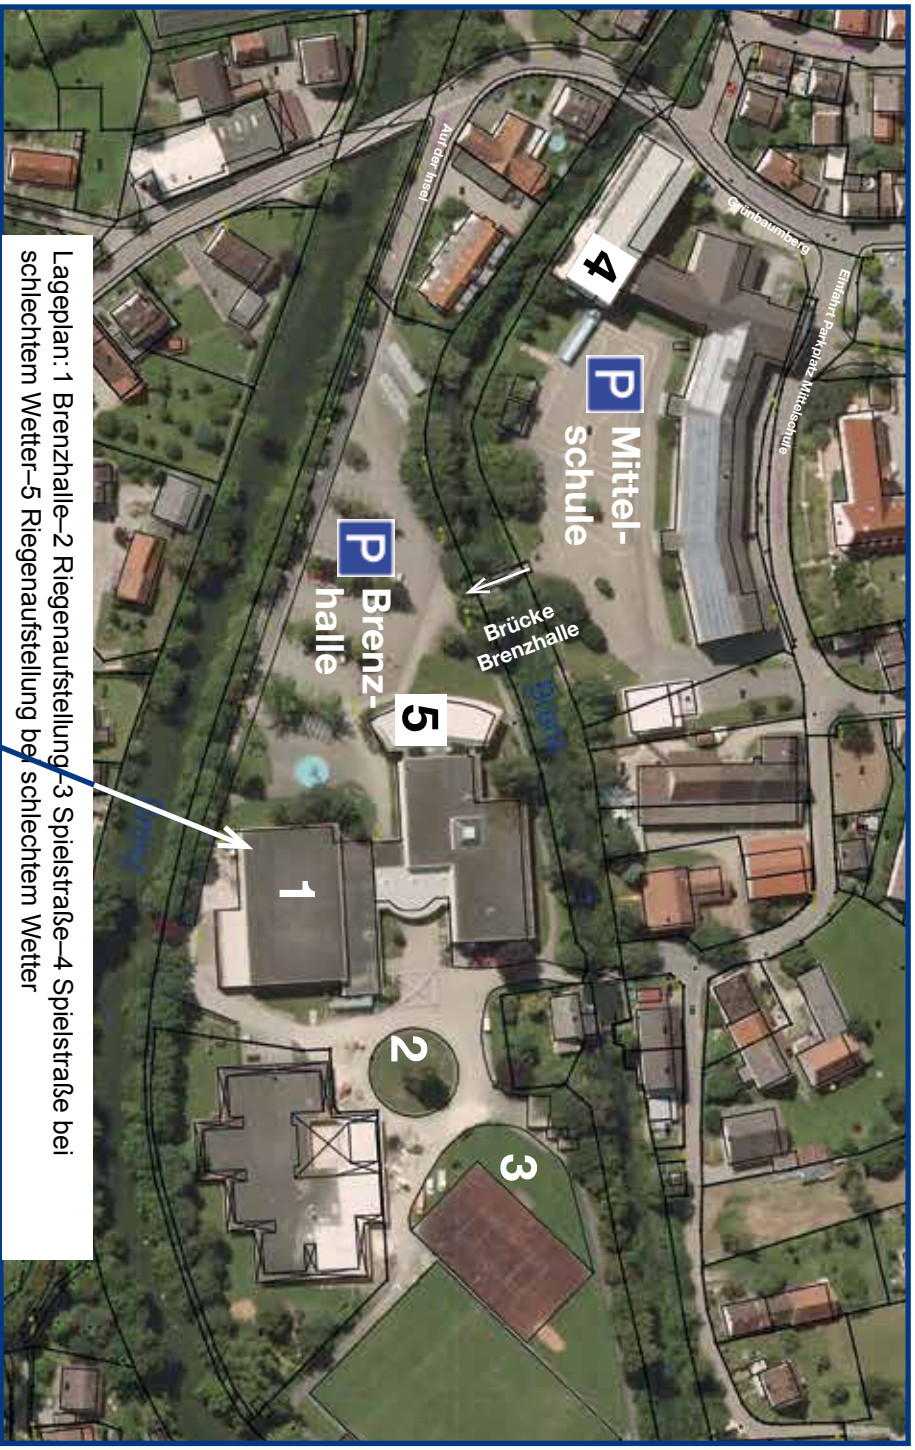 Auf der Insel
Grünbaumberg
Einfahrt Parkplatz Mittelschule
4
P Mittel-
schule
P Brenz-
halle
Brücke
Brenzhalle
Brenz
5
1
2
3
Lageplan: 1 Brenzhalle–2 Riegenaufstellung–3 Spielstraße–4 Spielstraße bei
schlechtem Wetter–5 Riegenaufstellung bei schlechtem Wetter